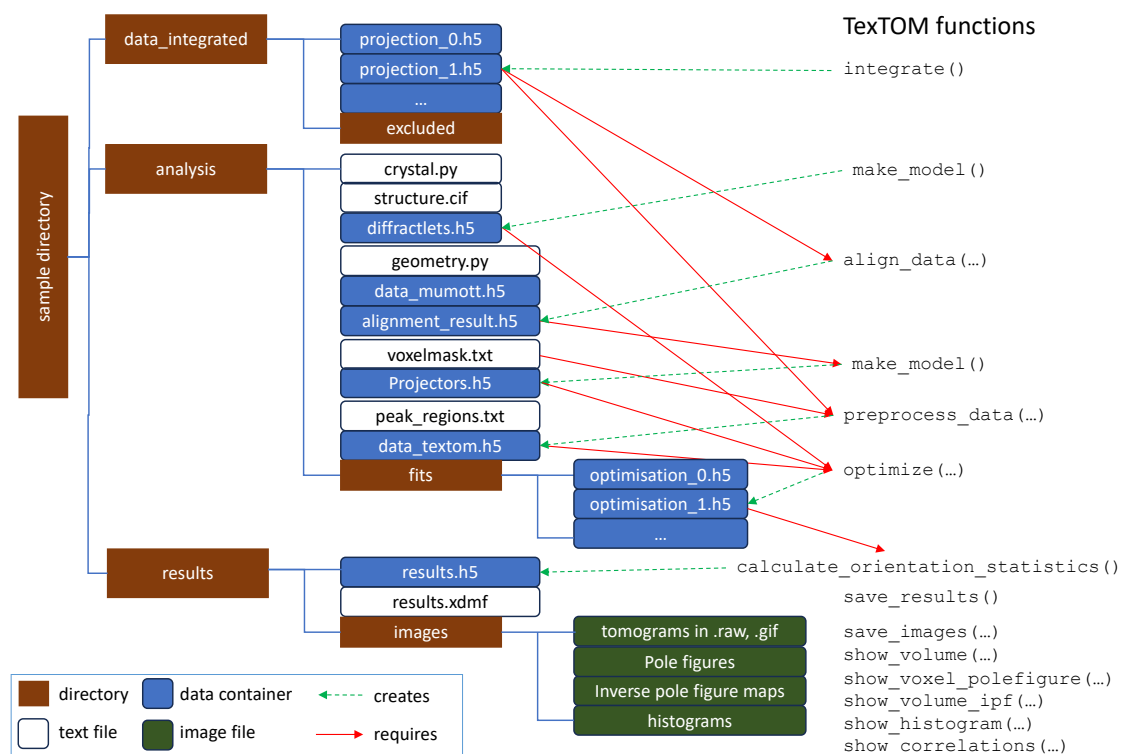 TexTOM functions
data_integrated
projection_0.h5
projection_1.h5
...
excluded
integrate()
sample directory
analysis
crystal.py
structure.cif
diffractlets.h5
make_model()
geometry.py
data_mumott.h5
alignment_result.h5
align_data(…)
voxelmask.txt
Projectors.h5
make_model()
peak_regions.txt
data_textom.h5
preprocess_data(…)
fits
optimisation_0.h5
optimisation_1.h5
...
optimize(…)
results
results.h5
results.xdmf
images
calculate_orientation_statistics()
save_results()
tomograms in .raw, .gif
Pole figures
Inverse pole figure maps
histograms
save_images(…)
show_volume(…)
show_voxel_polefigure(…)
show_volume_ipf(…)
show_histogram(…)
show_correlations(…)
directory
data container
creates
text file
image file
requires